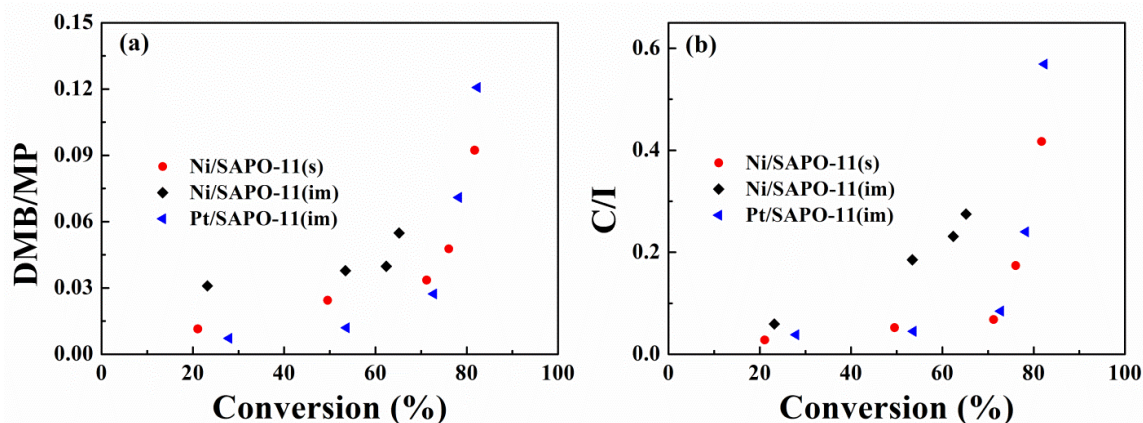 (a)
DMB/MP
0.15
0.12
0.09
0.06
0.03
0.00
Ni/SAPO-11(s)
Ni/SAPO-11(im)
Pt/SAPO-11(im)
0 20 40 60 80 100
Conversion (%)
(b)
C/I
0.6
0.4
0.2
0.0
Ni/SAPO-11(s)
Ni/SAPO-11(im)
Pt/SAPO-11(im)
0 20 40 60 80 100
Conversion (%)